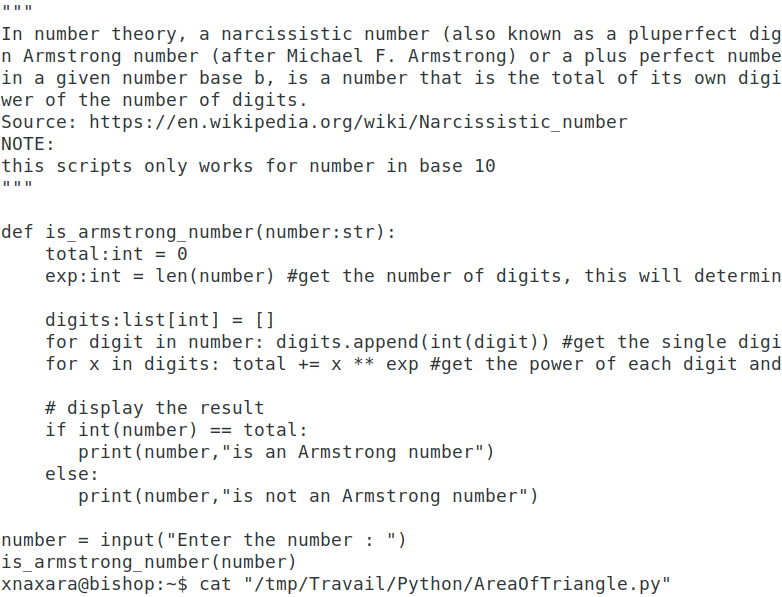 """
In number theory, a narcissistic number (also known as a pluperfect dig
n Armstrong number (after Michael F. Armstrong) or a plus perfect numbe
in a given number base b, is a number that is the total of its own digi
wer of the number of digits.
Source: https://en.wikipedia.org/wiki/Narcissistic_number
NOTE:
this scripts only works for number in base 10
"""

def is_armstrong_number(number:str):
    total:int = 0
    exp:int = len(number) #get the number of digits, this will determin

    digits:list[int] = []
    for digit in number: digits.append(int(digit)) #get the single digi
    for x in digits: total += x ** exp #get the power of each digit and

    # display the result
    if int(number) == total:
       print(number,"is an Armstrong number")
    else:
       print(number,"is not an Armstrong number")

number = input("Enter the number : ")
is_armstrong_number(number)
xnaxara@bishop:~$ cat "/tmp/Travail/Python/AreaOfTriangle.py"